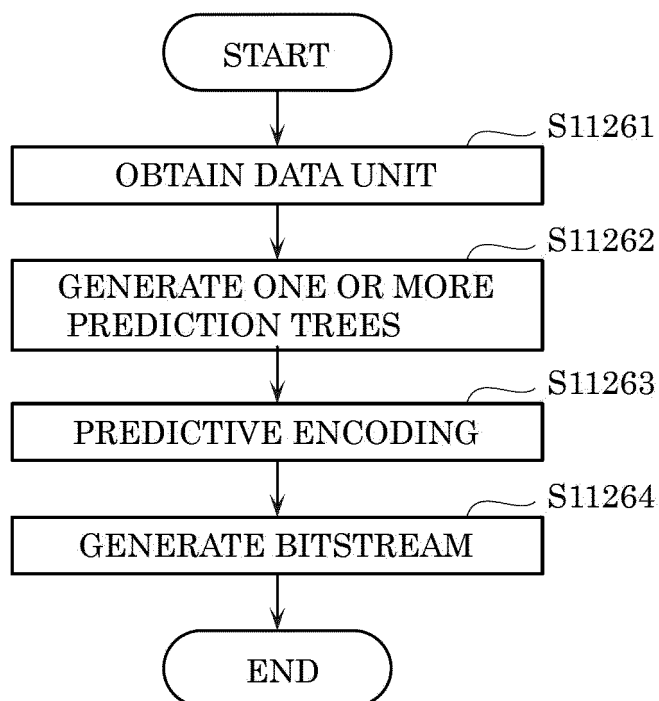 START
S11261
OBTAIN DATA UNIT
S11262
GENERATE ONE OR MORE
PREDICTION TREES
S11263
PREDICTIVE ENCODING
S11264
GENERATE BITSTREAM
END